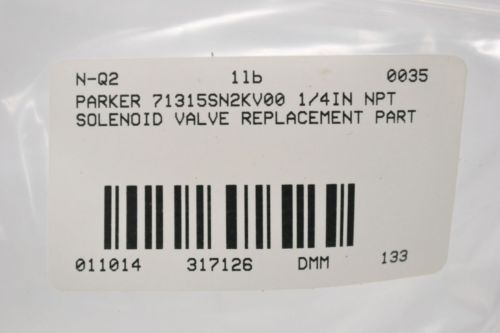 N-Q2 1lb 0035
PARKER 71315SN2KV00 1/4IN NPT
SOLENOID VALVE REPLACEMENT PART
011014 317126 DMM 133